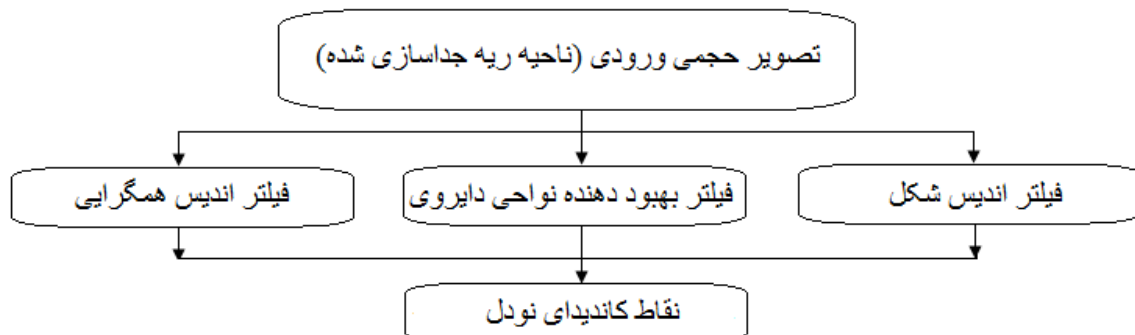 تصویر حجمی ورودی (ناحیه ریه جداسازی شده)
فیلتر اندیس شکل
فیلتر بهبود دهنده نواحی دایروی
فیلتر اندیس همگرایی
نقاط کاندیدای نودل